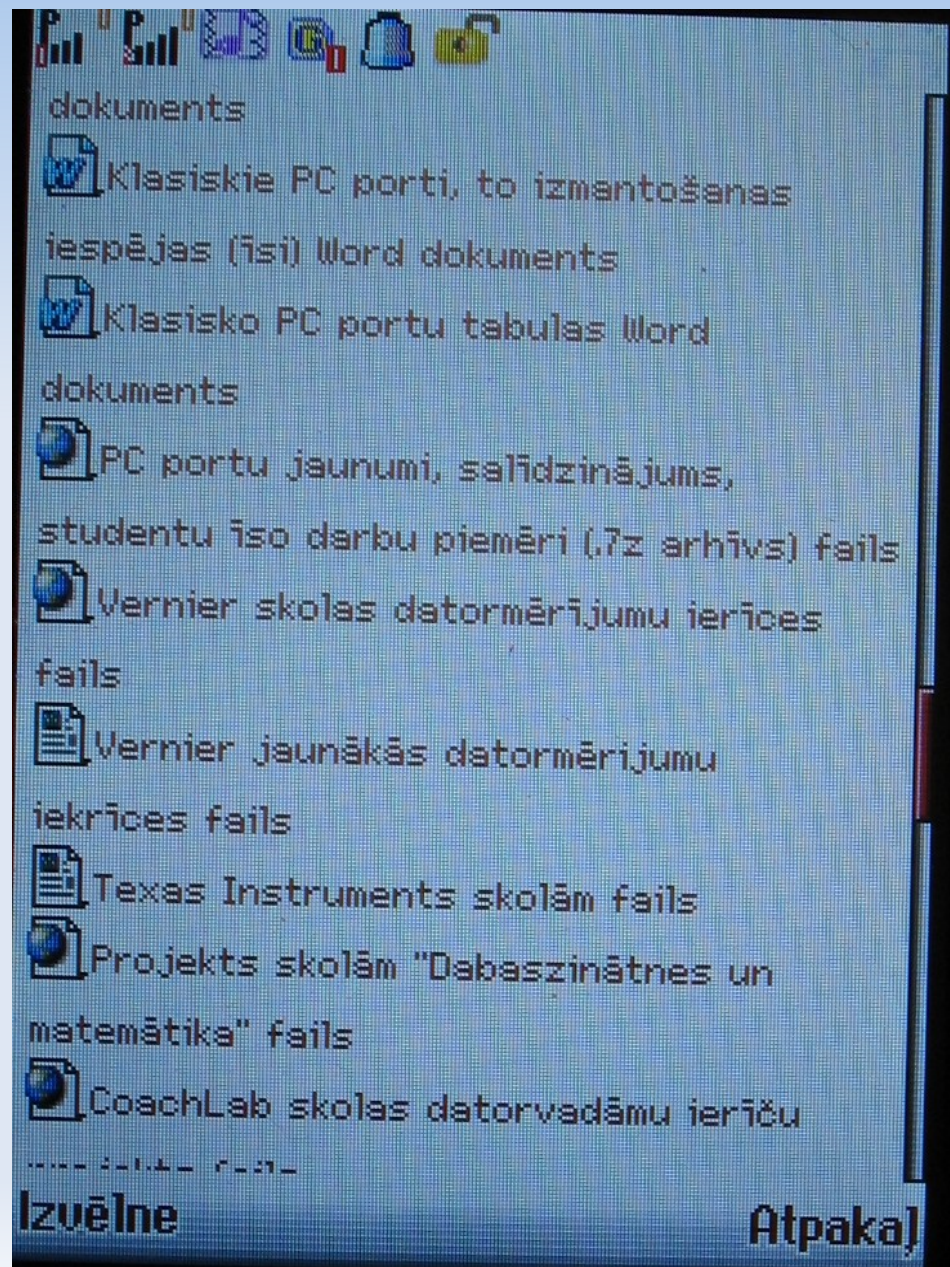 dokuments
Klasiskie PC porti, to izmantošanas
iespējas (īsi) Word dokuments
Klasisko PC portu tabulas Word
dokuments
PC portu jaunumi, salīdzinājums,
studentu īso darbu piemēri (.7z arhīvs) fails
Vernier skolas datormērījumu ierīces
fails
Vernier jaunākās datormērijumu
iekrīces fails
Texas Instruments skolām fails
Projekts skolām "Dabaszinātnes un
matemātika" fails
CoachLab skolas datorvadāmu ierīču
Izvēlne
Atpakaļ